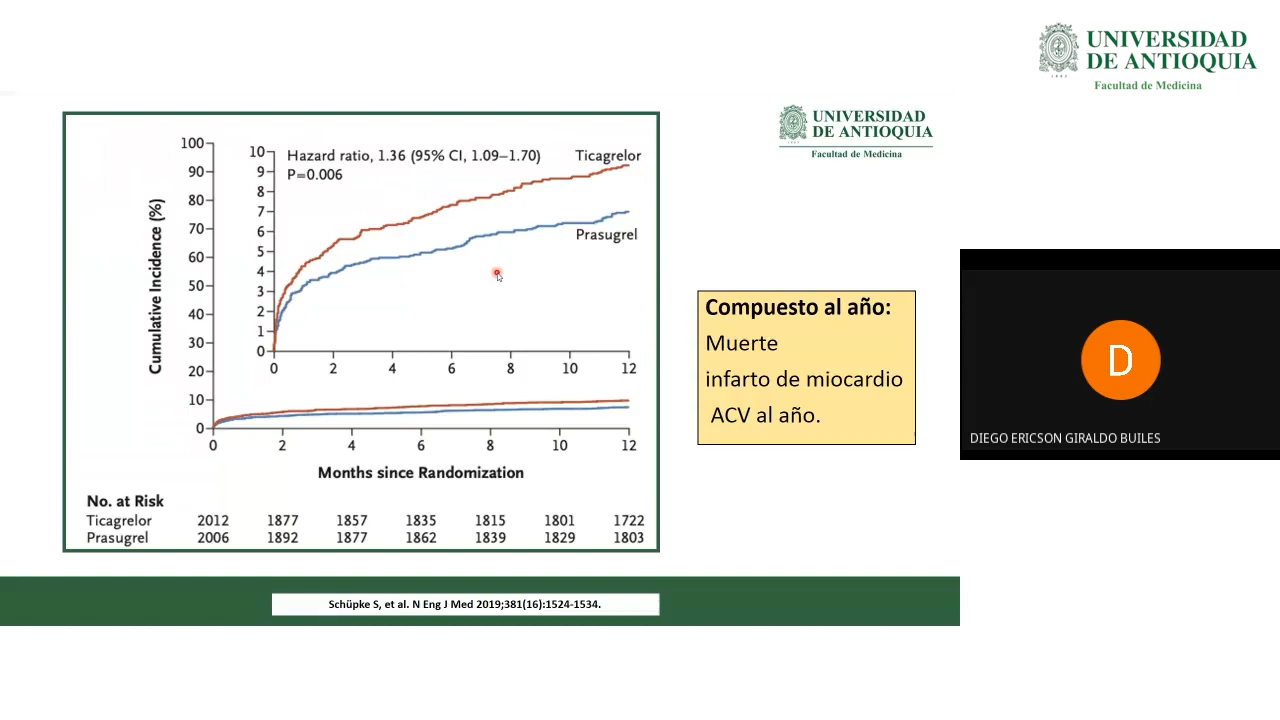 UNIVERSIDAD
DE ANTIOQUIA
1803
Facultad de Medicina
UNIVERSIDAD
DE ANTIOQUIA
Facultad de Medicina
Cumulative Incidence (%)
100
90
80
70
60
50
40
30
20
10
0
10
9
8
7
6
5
4
3
2
1
0
Hazard ratio, 1.36 (95% CI, 1.09–1.70)
P=0.006
Ticagrelor
Prasugrel
0 2 4 6 8 10 12
0 2 4 6 8 10 12
Months since Randomization
No. at Risk
Ticagrelor 2012 1877 1857 1835 1815 1801 1722
Prasugrel 2006 1892 1877 1862 1839 1829 1803
Compuesto al año:
Muerte
infarto de miocardio
ACV al año.
Schüpke S, et al. N Eng J Med 2019;381(16):1524-1534.
D
DIEGO ERICSON GIRALDO BUILES